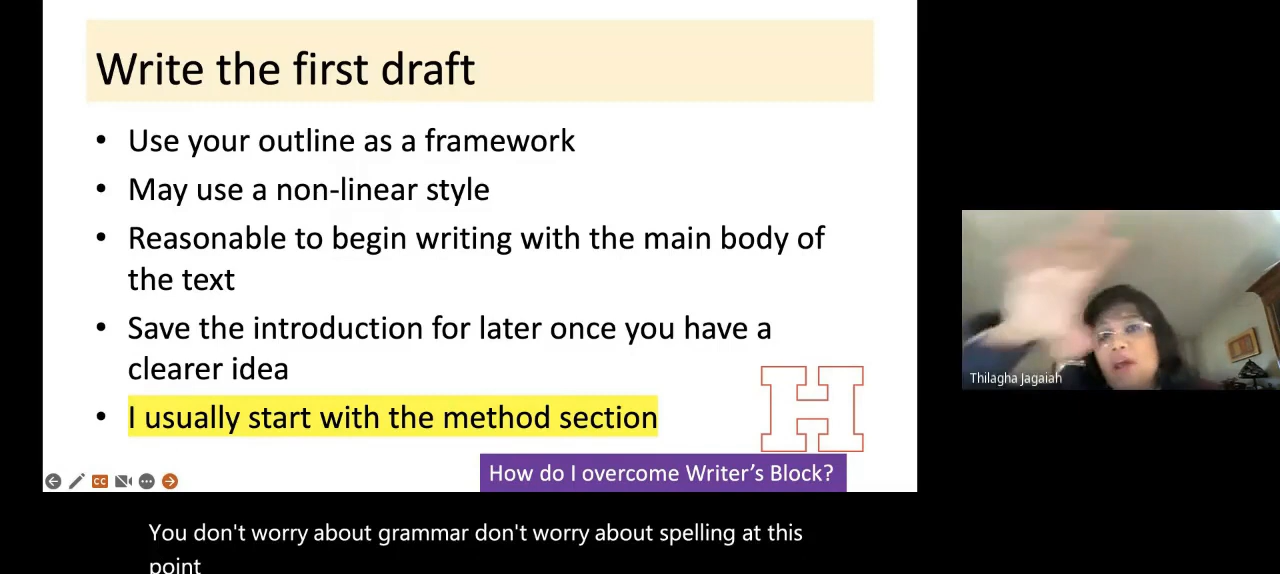 Write the first draft
• Use your outline as a framework
• May use a non-linear style
• Reasonable to begin writing with the main body of
the text
• Save the introduction for later once you have a
clearer idea
• I usually start with the method section
H
How do I overcome Writer's Block?
CC
Thilagha Jagaiah
You don't worry about grammar don't worry about spelling at this
point